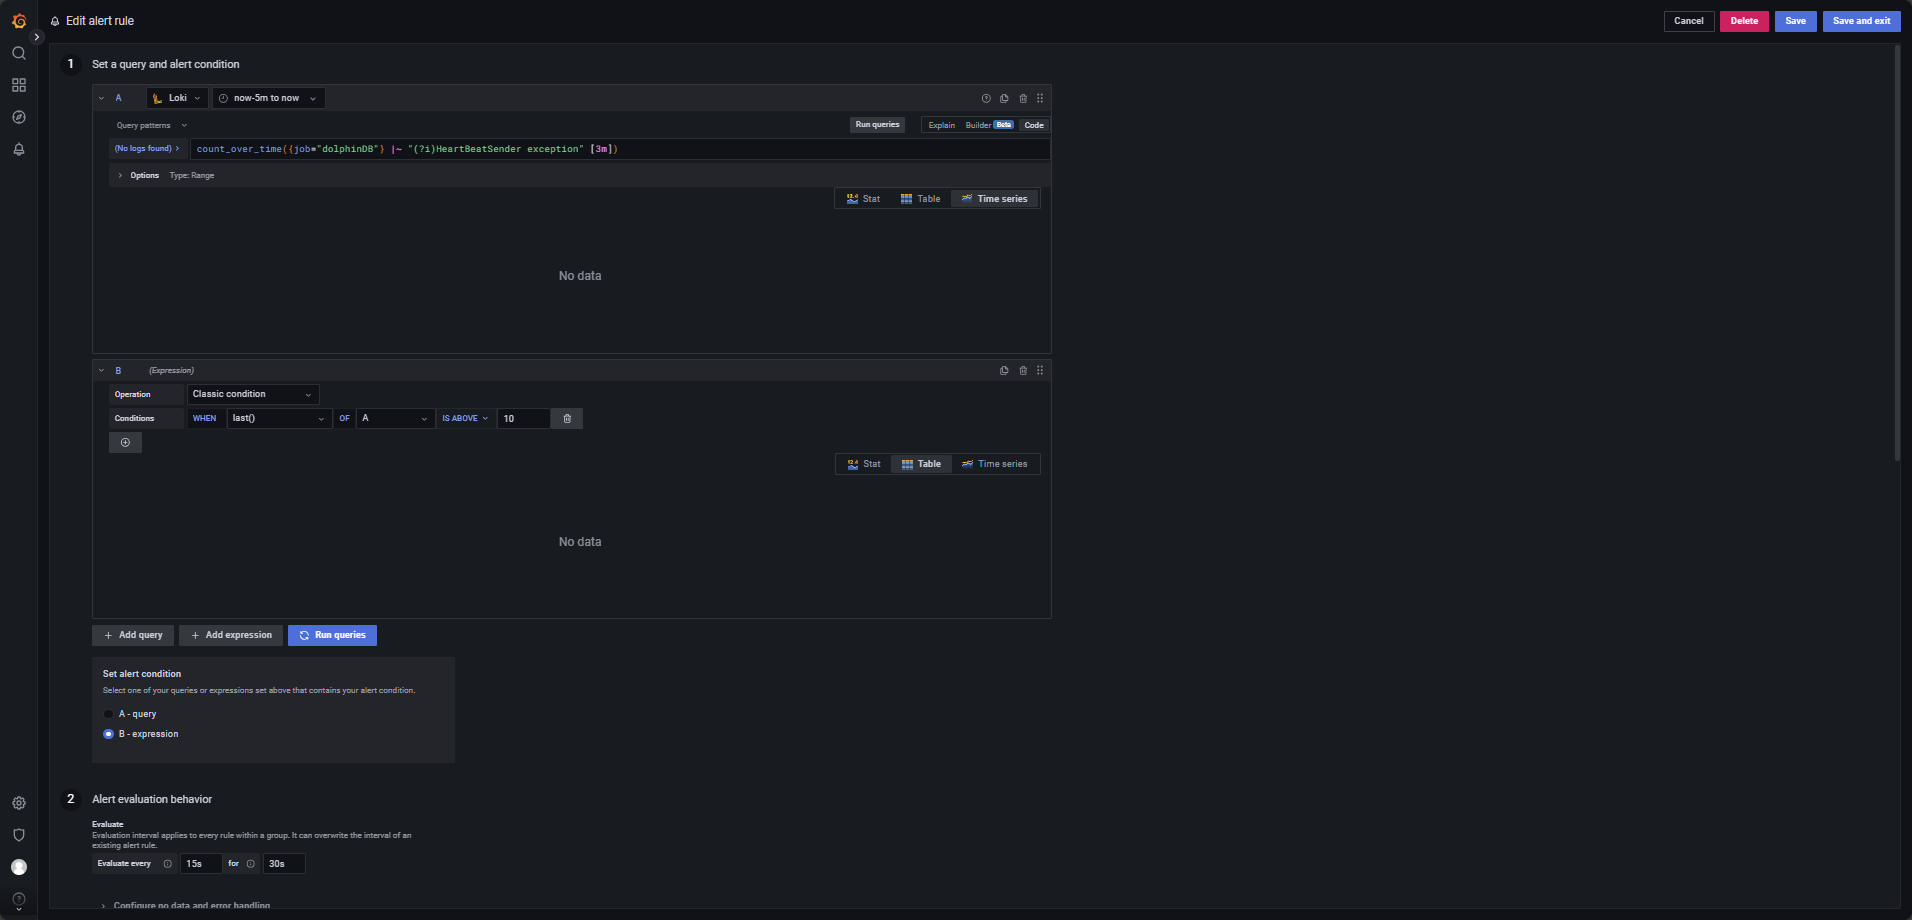 Edit alert rule
Cancel
Delete
Save
Save and exit
1
Set a query and alert condition
A
Loki
now-5m to now
Query patterns
Run queries
Explain
Builder
Beta
Code
(No logs found)
count_over_time({job="dolphinDB"} |~ "(?i)HeartBeatSender exception" [3m])
Options
Type: Range
Stat
Table
Time series
No data
B
(Expression)
Operation
Classic condition
Conditions
WHEN
last()
OF
A
IS ABOVE
10
Stat
Table
Time series
No data
Add query
Add expression
Run queries
Set alert condition
Select one of your queries or expressions set above that contains your alert condition.
A - query
B - expression
2
Alert evaluation behavior
Evaluate
Evaluation interval applies to every rule within a group. It can overwrite the interval of an
existing alert rule.
Evaluate every
15s
for
30s
Configure no data and error handling